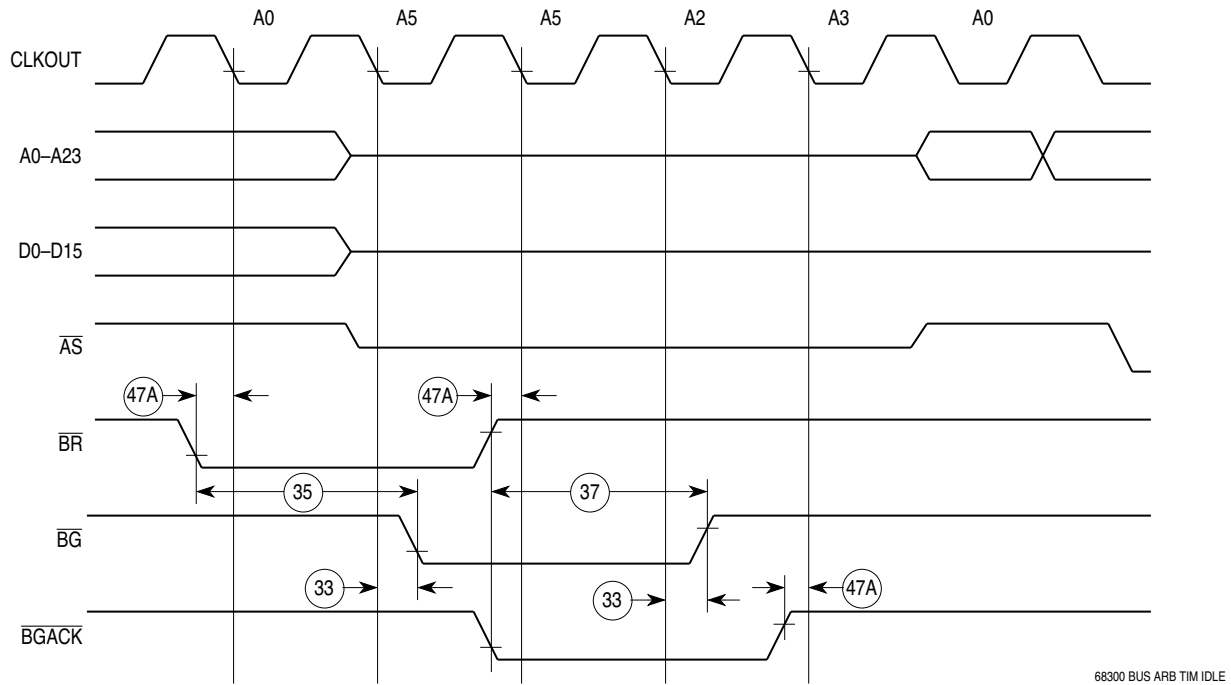 A0 A5 A5 A2 A3 A0
CLKOUT
A0–A23
D0–D15
AS
47A 47A
BR
35 37
BG
33 33 47A
BGACK
68300 BUS ARB TIM IDLE